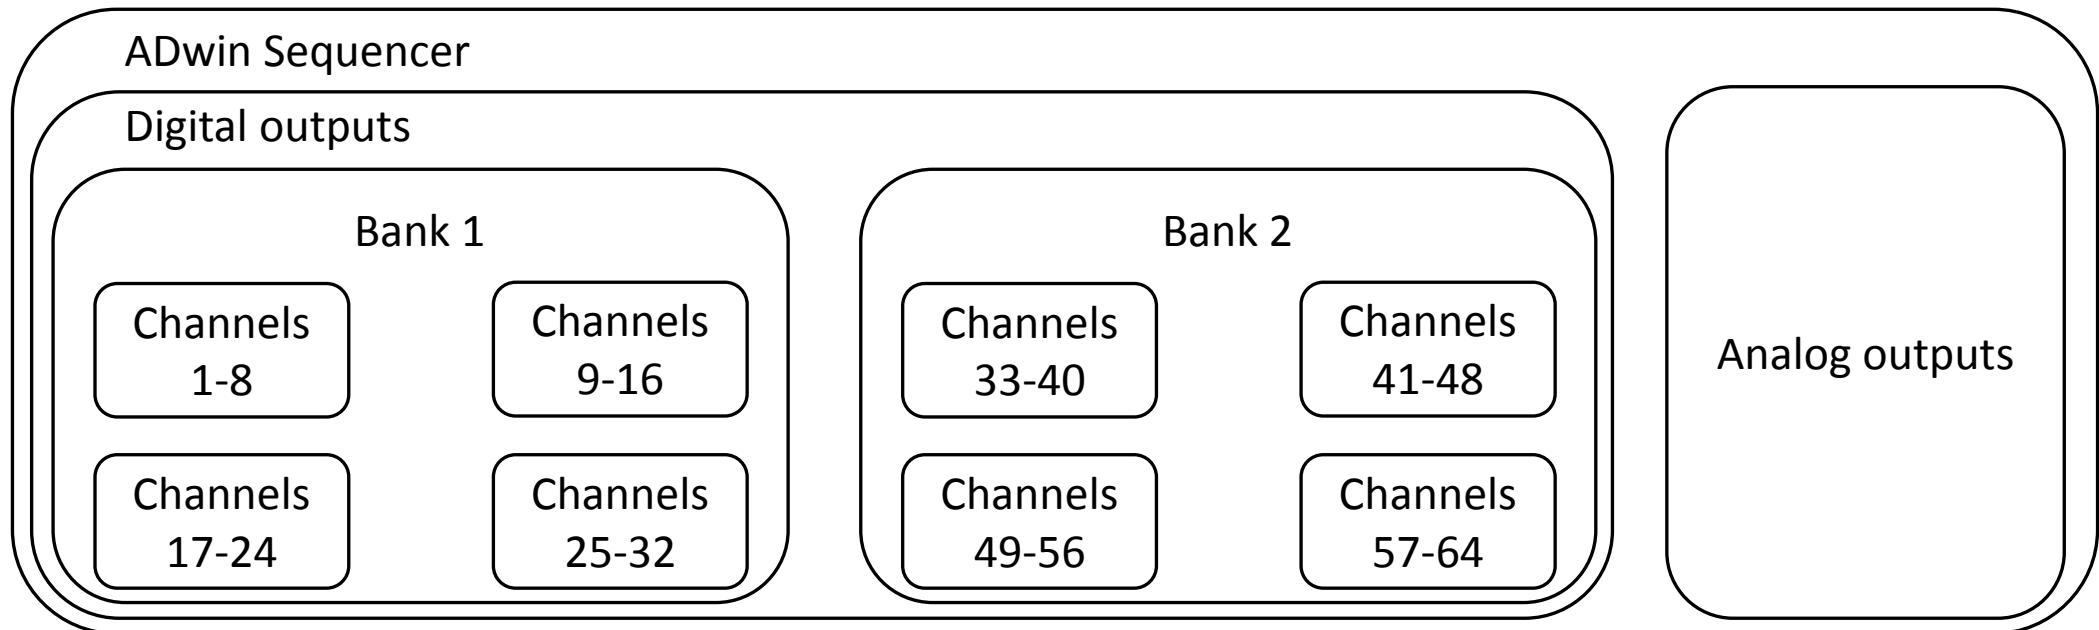 ADwin Sequencer
Digital outputs
Bank 1
Channels
1-8
Channels
9-16
Channels
17-24
Channels
25-32
Bank 2
Channels
33-40
Channels
41-48
Channels
49-56
Channels
57-64
Analog outputs